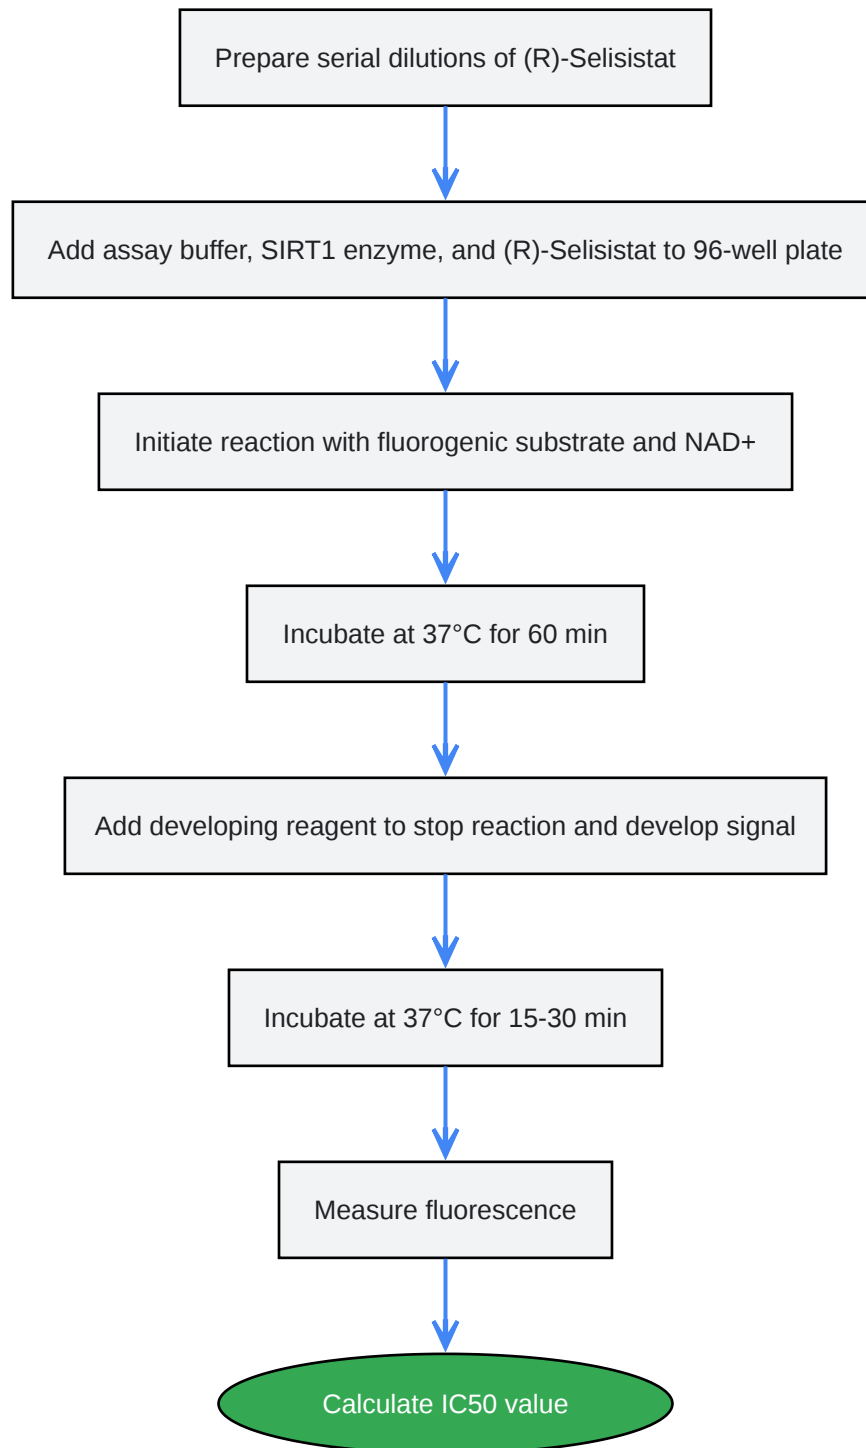 Prepare serial dilutions of (R)-Selisistat
Add assay buffer, SIRT1 enzyme, and (R)-Selisistat to 96-well plate
Initiate reaction with fluorogenic substrate and NAD+
Incubate at 37°C for 60 min
Add developing reagent to stop reaction and develop signal
Incubate at 37°C for 15-30 min
Measure fluorescence
Calculate IC50 value